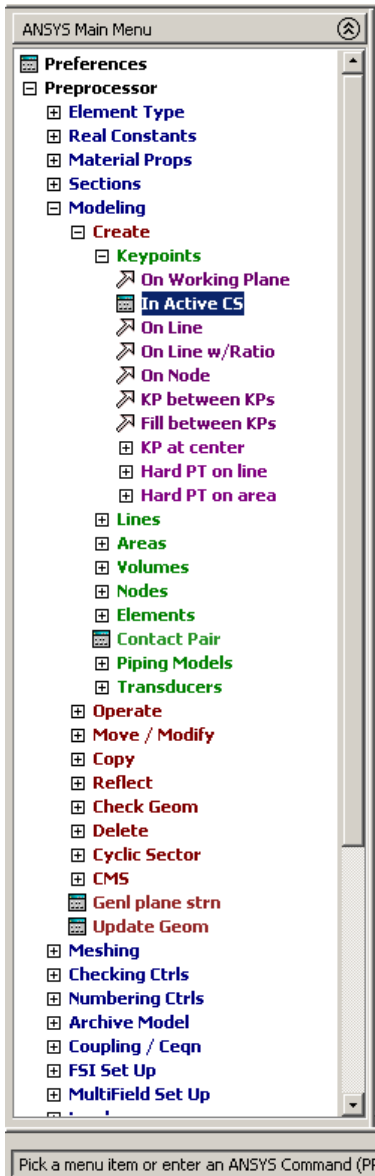 ANSYS Main Menu
Preferences
Preprocessor
Element Type
Real Constants
Material Props
Sections
Modeling
Create
Keypoints
On Working Plane
In Active CS
On Line
On Line w/Ratio
On Node
KP between KPs
Fill between KPs
KP at center
Hard PT on line
Hard PT on area
Lines
Areas
Volumes
Nodes
Elements
Contact Pair
Piping Models
Transducers
Operate
Move / Modify
Copy
Reflect
Check Geom
Delete
Cyclic Sector
CMS
Genl plane strn
Update Geom
Meshing
Checking Ctrls
Numbering Ctrls
Archive Model
Coupling / Ceqn
FSI Set Up
MultiField Set Up
Pick a menu item or enter an ANSYS Command (PR